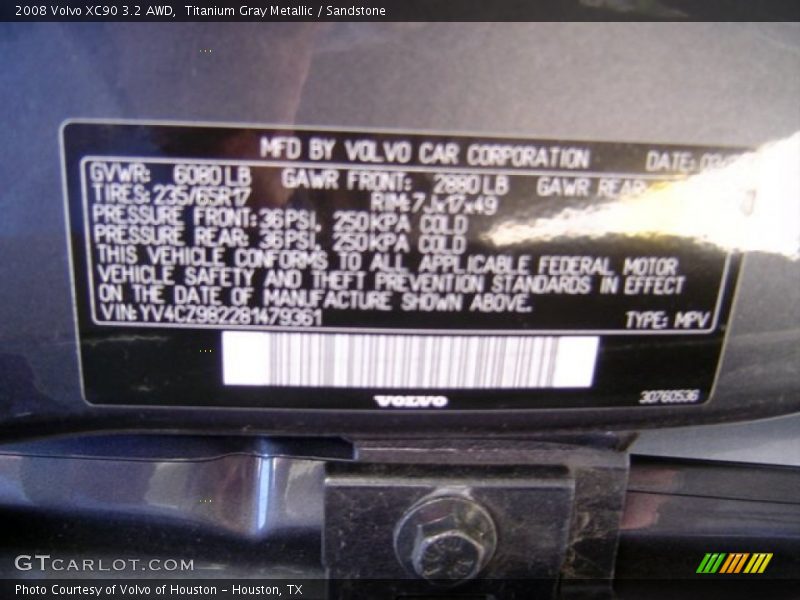 2008 Volvo XC90 3.2 AWD,  Titanium Gray Metallic / Sandstone
MFD BY VOLVO CAR CORPORATION DATE:
GVWR: 6080 LB GAWR FRONT: 2880 LB GAWR REAR
TIRES: 235/65R17 RIM: 7Jx17x49
PRESSURE FRONT: 36 PSI, 250 KPA COLD
PRESSURE REAR: 36 PSI, 250 KPA COLD
THIS VEHICLE CONFORMS TO ALL APPLICABLE FEDERAL MOTOR
VEHICLE SAFETY AND THEFT PREVENTION STANDARDS IN EFFECT
ON THE DATE OF MANUFACTURE SHOWN ABOVE.
VIN: YV4CZ982281479361 TYPE: MPV
VOLVO 30760536
GTCARLOT.COM
Photo Courtesy of Volvo of Houston - Houston, TX